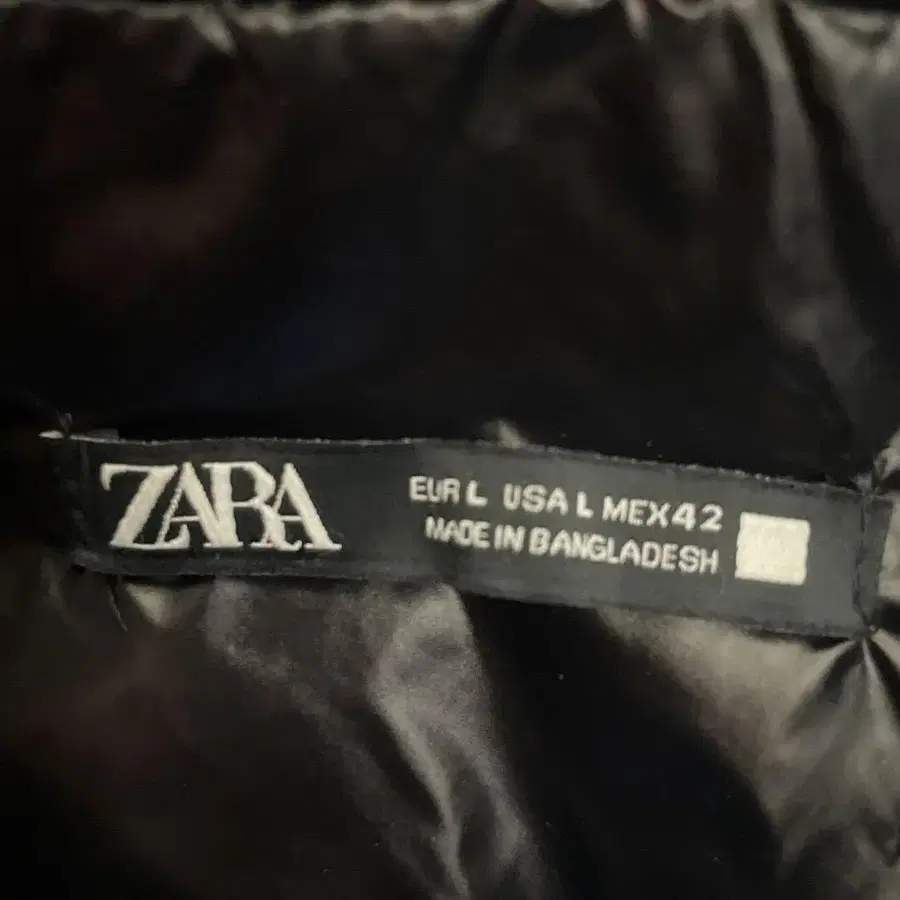 ZARA
EUR L USA L MEX 42
MADE IN BANGLADESH